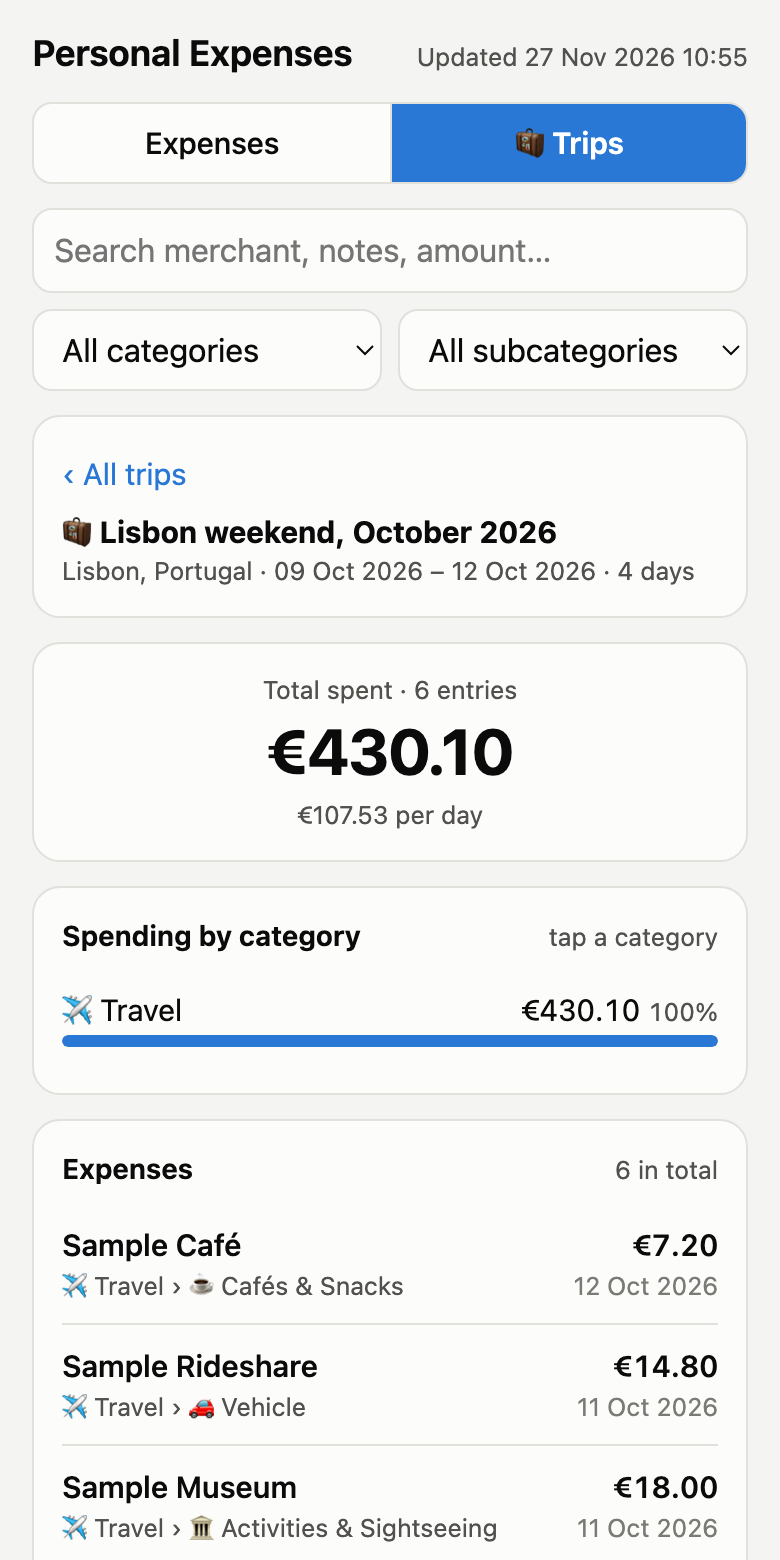 Personal Expenses Updated 27 Nov 2026 10:55
Expenses 🧳 Trips
Search merchant, notes, amount...
All categories All subcategories
‹ All trips
🧳 Lisbon weekend, October 2026
Lisbon, Portugal · 09 Oct 2026 – 12 Oct 2026 · 4 days
Total spent · 6 entries
€430.10
€107.53 per day
Spending by category tap a category
✈️ Travel €430.10 100%
Expenses 6 in total
Sample Café €7.20
✈️ Travel › ☕ Cafés & Snacks 12 Oct 2026
Sample Rideshare €14.80
✈️ Travel › 🚗 Vehicle 11 Oct 2026
Sample Museum €18.00
✈️ Travel › 🏛️ Activities & Sightseeing 11 Oct 2026